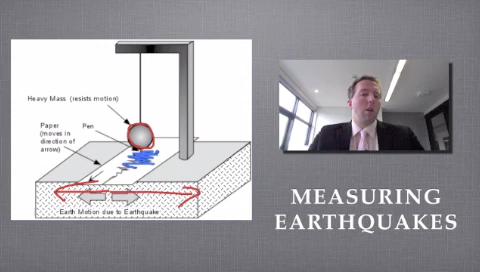 Heavy Mass (resists motion)
Paper
(moves in
direction of
arrow)
Pen
Earth Motion due to Earthquake
MEASURING
EARTHQUAKES